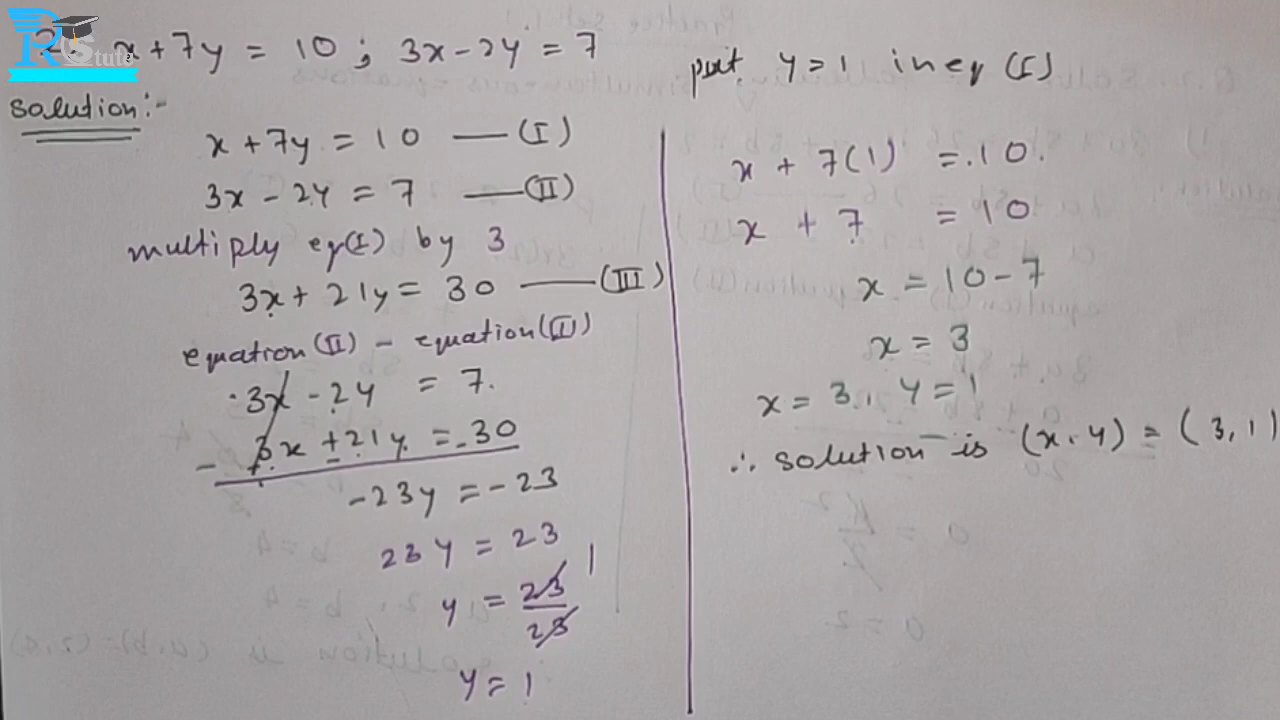 x + 7y = 10 ; 3x - 2y = 7
solution :-
x + 7y = 10 — (I)
3x - 2y = 7 — (II)
multiply eq(I) by 3
3x + 21y = 30 — (III)
equation (II) - equation (II)
3x - 2y = 7.
- 3x + 21y = -30
-23y = -23
23y = 23
y = 23/23 1
y = 1
put y = 1 in eq (I)
x + 7(1) = 10.
x + 7 = 10
x = 10 - 7
x = 3
x = 3, y = 1
∴ solution is (x, y) = (3, 1)